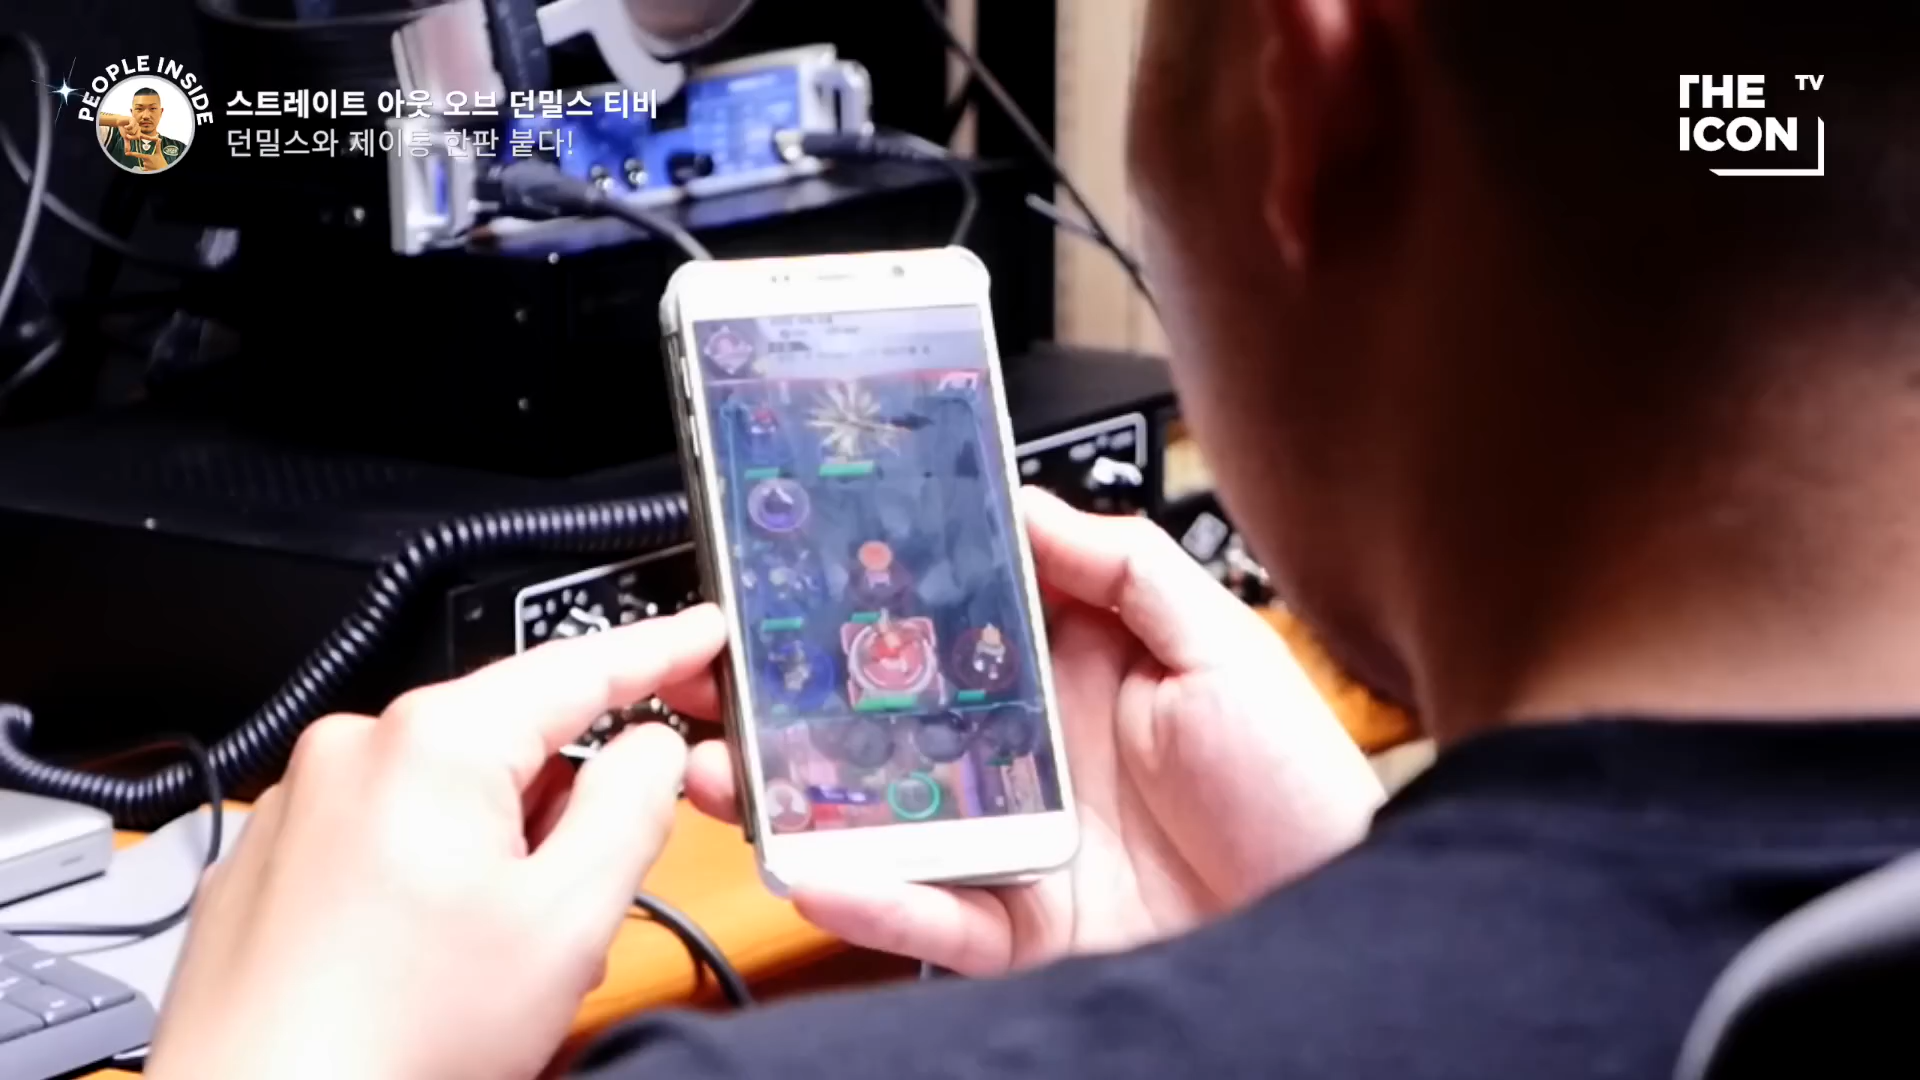 PEOPLE INSIDE
스트레이트 아웃 오브 던밀스 티비
던밀스와 제이통 한판 붙다!
THE TV
ICON